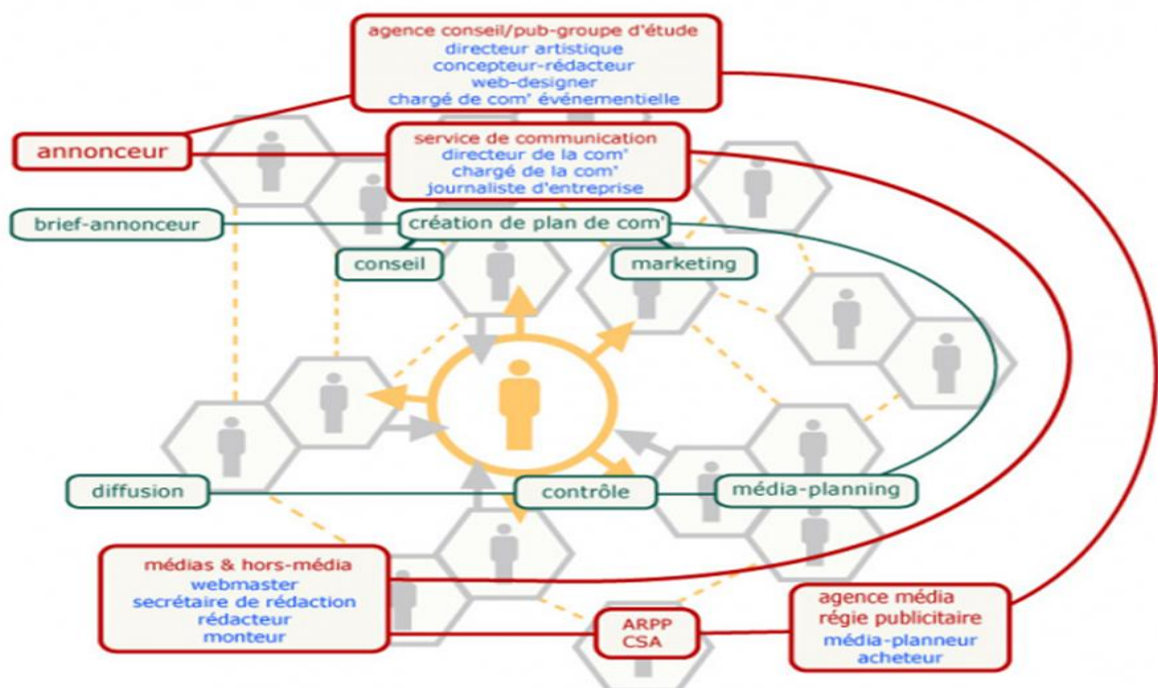 agence conseil/pub-groupe d'étude
directeur artistique
concepteur-rédacteur
web-designer
chargé de com' événementielle
annonceur
service de communication
directeur de la com'
chargé de la com'
journaliste d'entreprise
brief-annonceur
création de plan de com'
conseil
marketing
diffusion
contrôle
média-planning
médias & hors-média
webmaster
secrétaire de rédaction
rédacteur
monteur
ARPP
CSA
agence média
régie publicitaire
média-planneur
acheteur